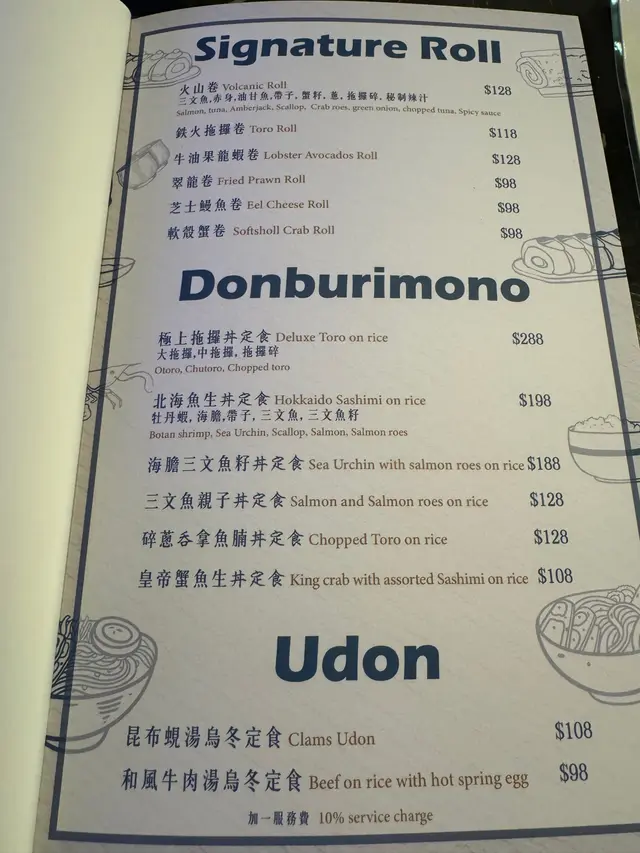 Signature Roll
火山卷 Volcanic Roll $128
三文魚,赤身,油甘魚,帶子,蟹籽,蔥,拖攞碎,秘制辣汁
Salmon, tuna, Amberjack, Scallop, Crab roes, green onion, chopped tuna, Spicy sauce
鉄火拖攞卷 Toro Roll $118
牛油果龍蝦卷 Lobster Avocados Roll $128
翠龍卷 Fried Prawn Roll $98
芝士鰻魚卷 Eel Cheese Roll $98
軟殼蟹卷 Softsholl Crab Roll $98
Donburimono
極上拖攞丼定食 Deluxe Toro on rice $288
大拖攞,中拖攞,拖攞碎
Otoro, Chutoro, Chopped toro
北海魚生丼定食 Hokkaido Sashimi on rice $198
牡丹蝦,海膽,帶子,三文魚,三文魚籽
Botan shrimp, Sea Urchin, Scallop, Salmon, Salmon roes
海膽三文魚籽丼定食 Sea Urchin with salmon roes on rice $188
三文魚親子丼定食 Salmon and Salmon roes on rice $128
碎蔥吞拿魚腩丼定食 Chopped Toro on rice $128
皇帝蟹魚生丼定食 King crab with assorted Sashimi on rice $108
Udon
昆布蜆湯烏冬定食 Clams Udon $108
和風牛肉湯烏冬定食 Beef on rice with hot spring egg $98
加一服務費 10% service charge